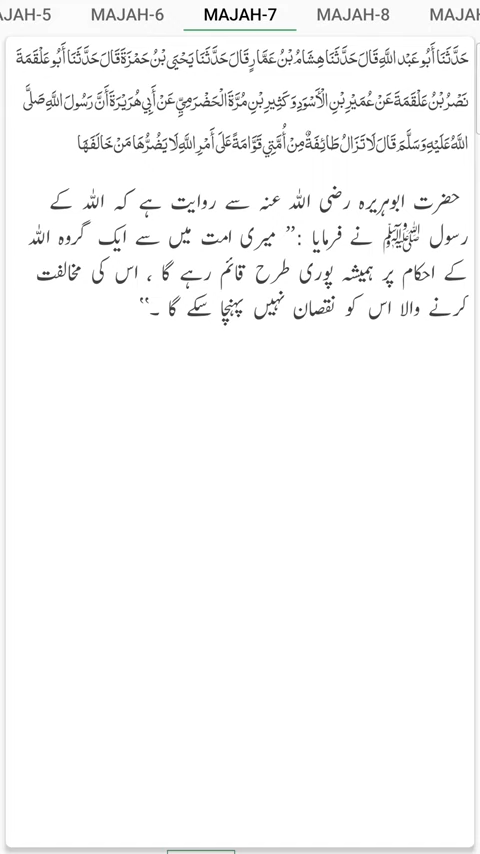 JAH-5 MAJAH-6 MAJAH-7 MAJAH-8 MAJAH
حَدَّثَنَا أَبُو عَبْد اللَّهِ قَالَ حَدَّثَنَا هِشَامُ بْنُ عَمَّارٍ قَالَ حَدَّثَنَا يَحْيَى بْنُ حَمْزَةَ قَالَ حَدَّثَنَا أَبُو عَلْقَمَةَ
نَصْرُ بْنُ عَلْقَمَةَ عَنْ عُمَيْرِ بْنِ الْأَسْوَدِ وَ كَثِيرِ بْنِ مُرَّةَ الْحَضْرَمِيِّ عَنْ أَبِي هُرَيْرَةَ أَنَّ رَسُولَ اللَّهِ صَلَّى
اللَّهُ عَلَيْهِ وَسَلَّمَ قَالَ لَا تَزَالُ طَائِفَةٌ مِنْ أُمَّتِي قَوَّامَةً عَلَى أَمْرِ اللَّهِ لَا يَضُرُّهَا مَنْ خَالَفَهَا
حضرت ابوہریرہ رضی اللہ عنہ سے روایت ہے کہ اللہ کے
رسول ﷺ نے فرمایا :’’ میری امت میں سے ایک گروہ اللہ
کے احکام پر ہمیشہ پوری طرح قائم رہے گا ، اس کی مخالفت
کرنے والا اس کو نقصان نہیں پہنچا سکے گا ۔‘‘